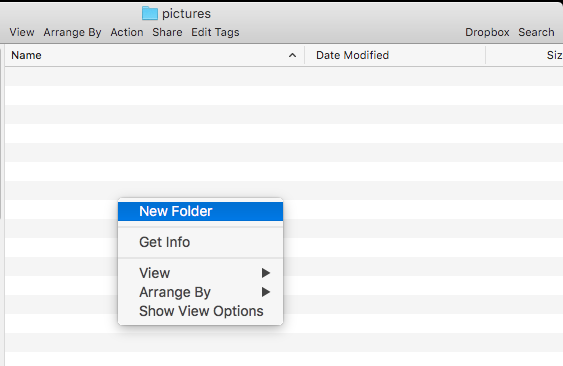 pictures
View Arrange By Action Share Edit Tags Dropbox Search
Name Date Modified Siz
New Folder
Get Info
View
Arrange By
Show View Options